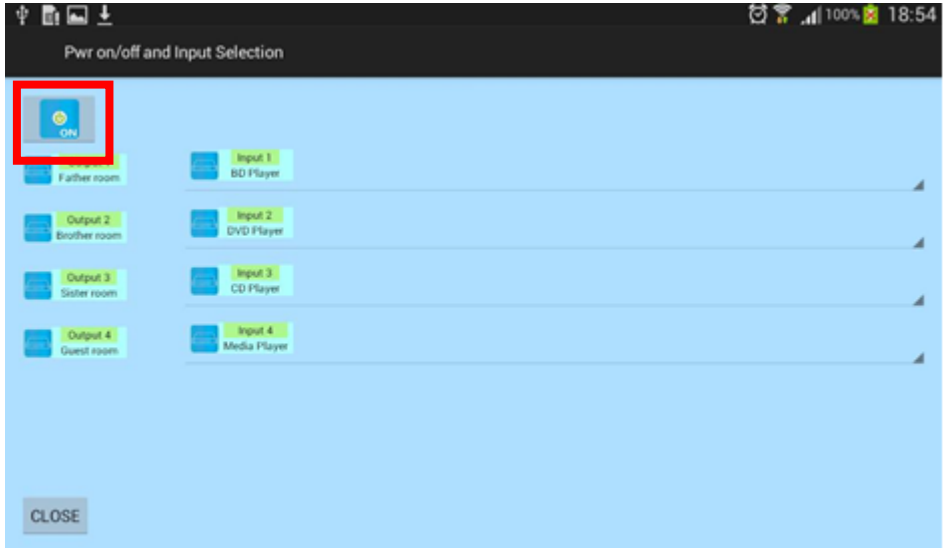 100% 18:54
Pwr on/off and Input Selection
ON
Father room
Input 1
BD Player
Output 2
Brother room
Input 2
DVD Player
Output 3
Sister room
Input 3
CD Player
Output 4
Guest room
Input 4
Media Player
CLOSE